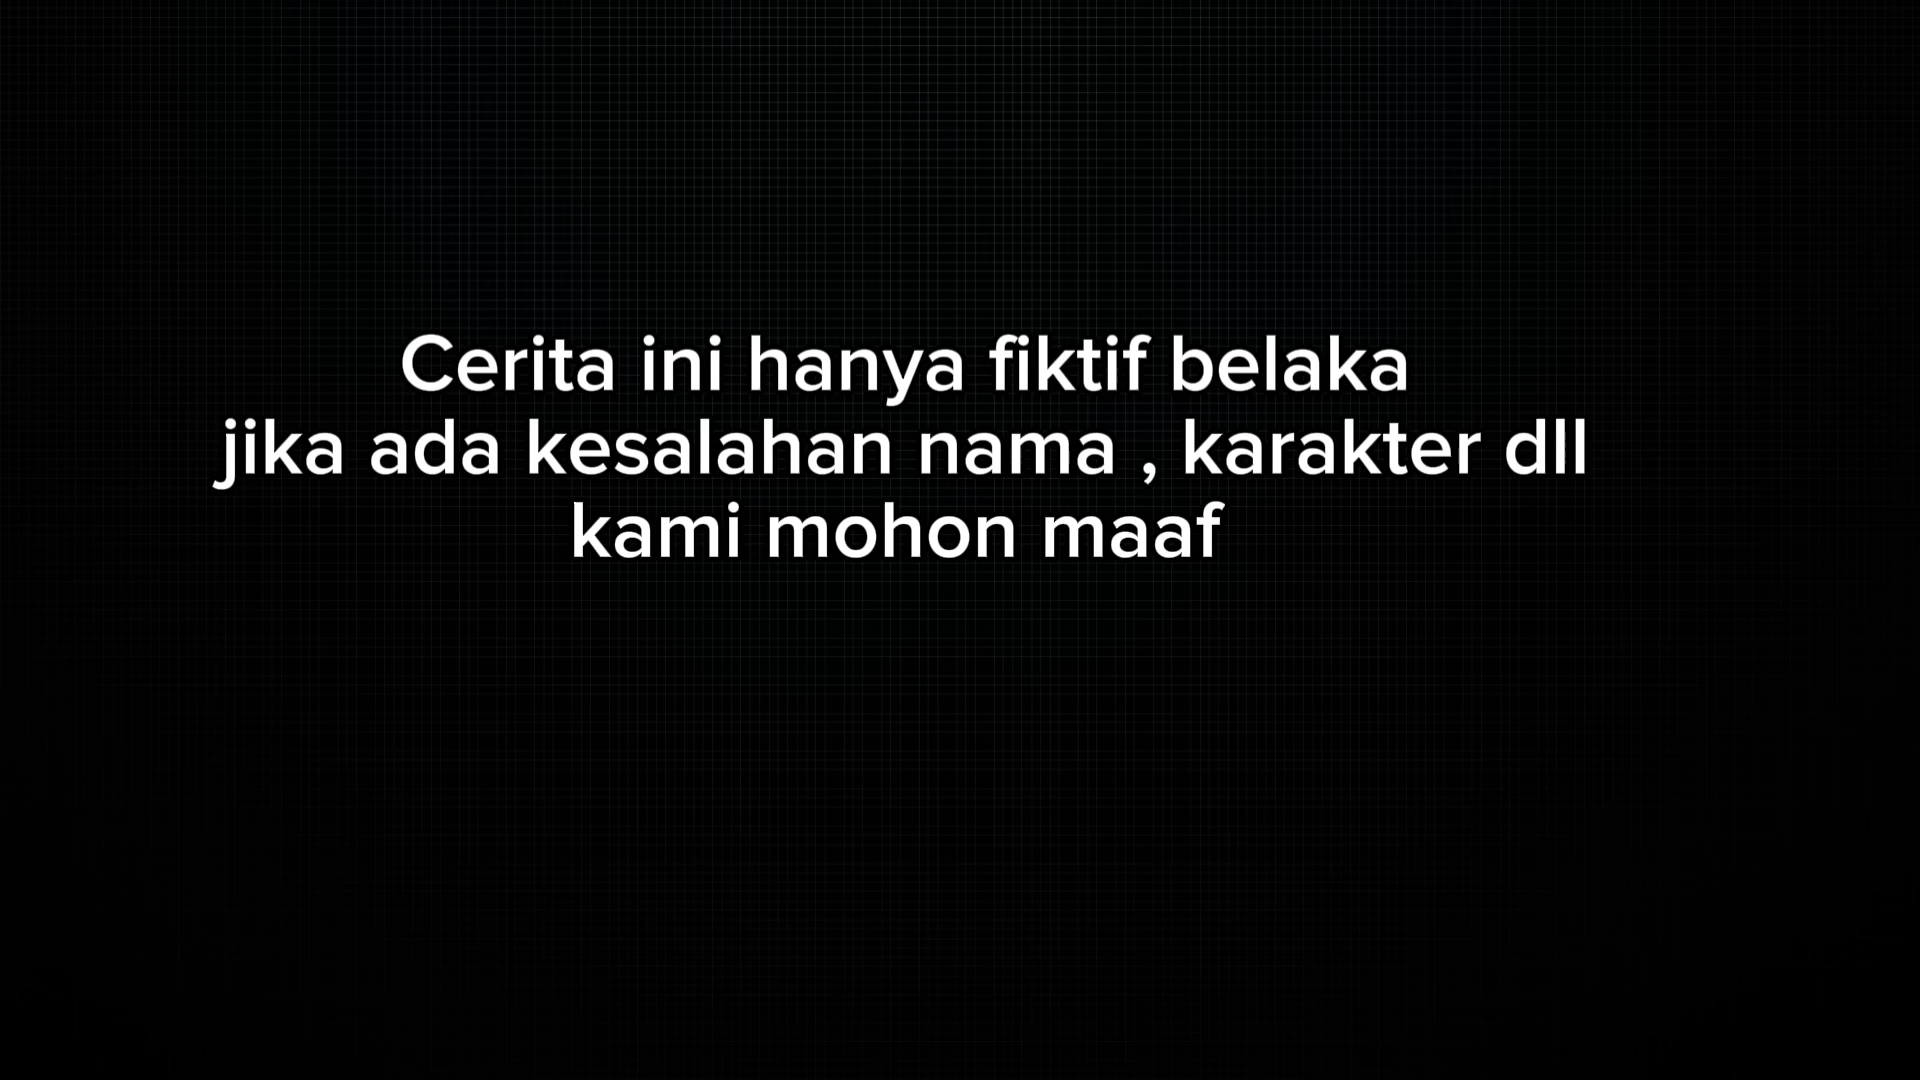 Cerita ini hanya fiktif belaka
jika ada kesalahan nama , karakter dll
kami mohon maaf